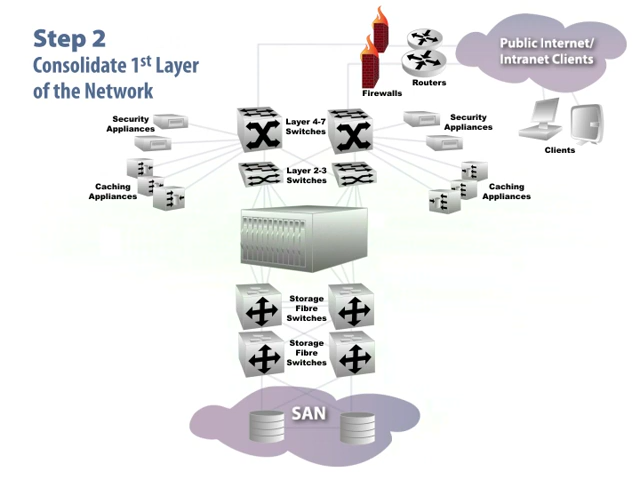 Step 2
Consolidate 1st Layer
of the Network
Public Internet/
Intranet Clients
Firewalls
Routers
Clients
Security
Appliances
Layer 4-7
Switches
Security
Appliances
Caching
Appliances
Layer 2-3
Switches
Caching
Appliances
Storage
Fibre
Switches
Storage
Fibre
Switches
SAN